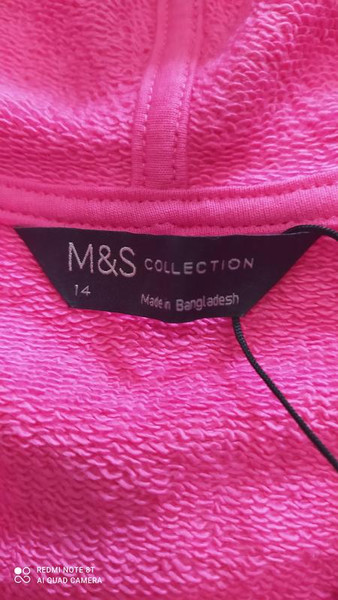 M&S COLLECTION
14
Made in Bangladesh
REDMI NOTE 8T
AI QUAD CAMERA